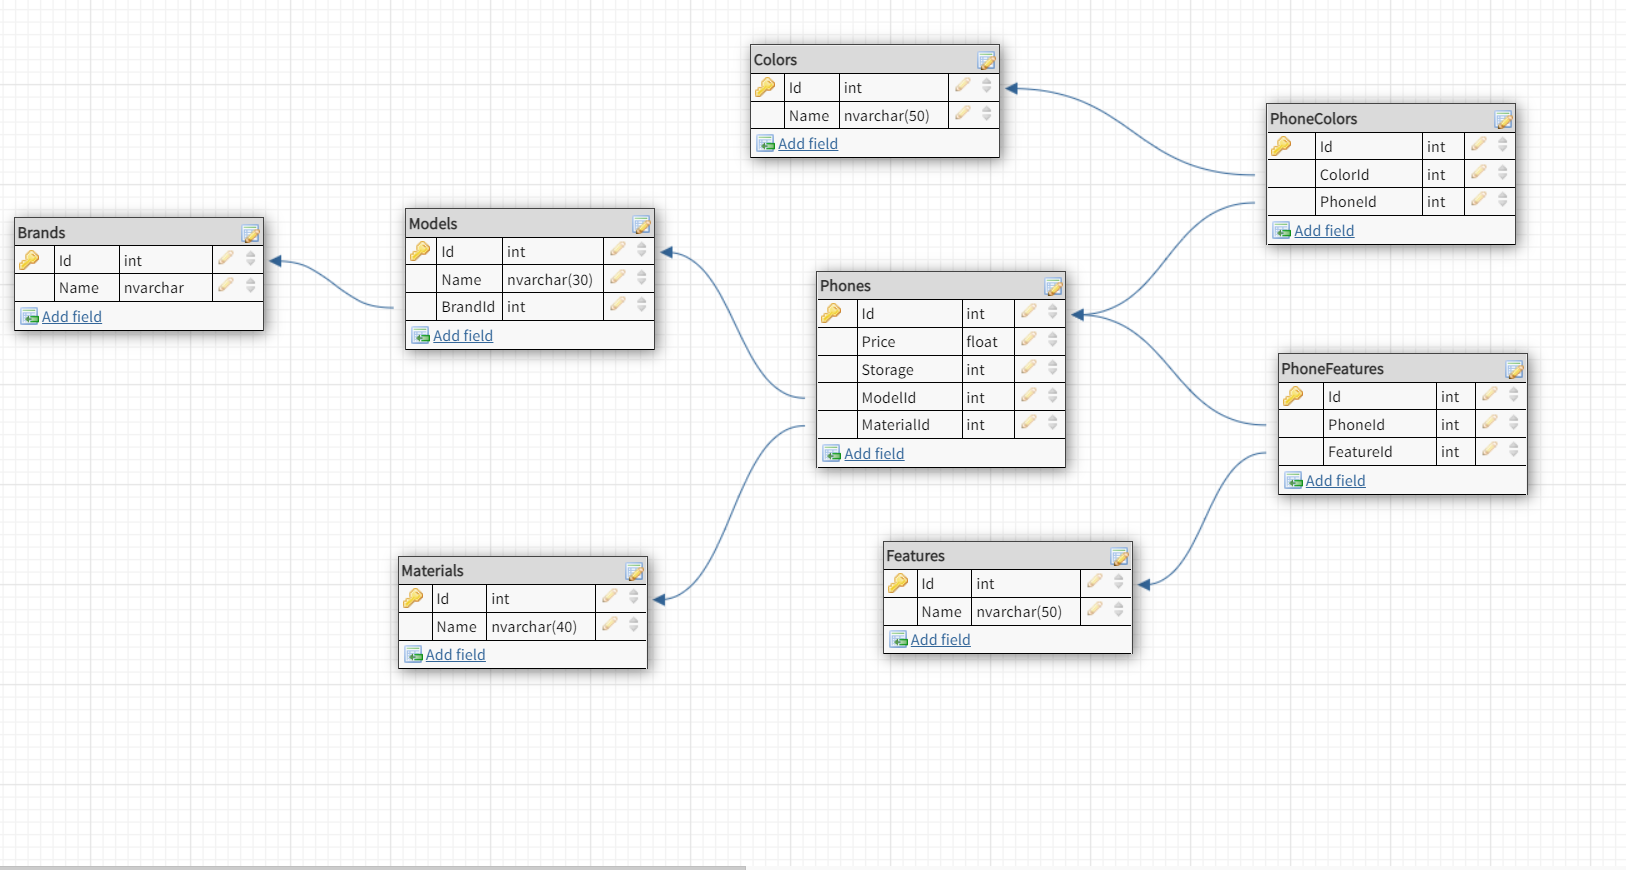 Colors
Id int
Name nvarchar(50)
Add field
PhoneColors
Id int
ColorId int
PhoneId int
Add field
Brands
Id int
Name nvarchar
Add field
Models
Id int
Name nvarchar(30)
BrandId int
Add field
Phones
Id int
Price float
Storage int
ModelId int
MaterialId int
Add field
PhoneFeatures
Id int
PhoneId int
FeatureId int
Add field
Materials
Id int
Name nvarchar(40)
Add field
Features
Id int
Name nvarchar(50)
Add field